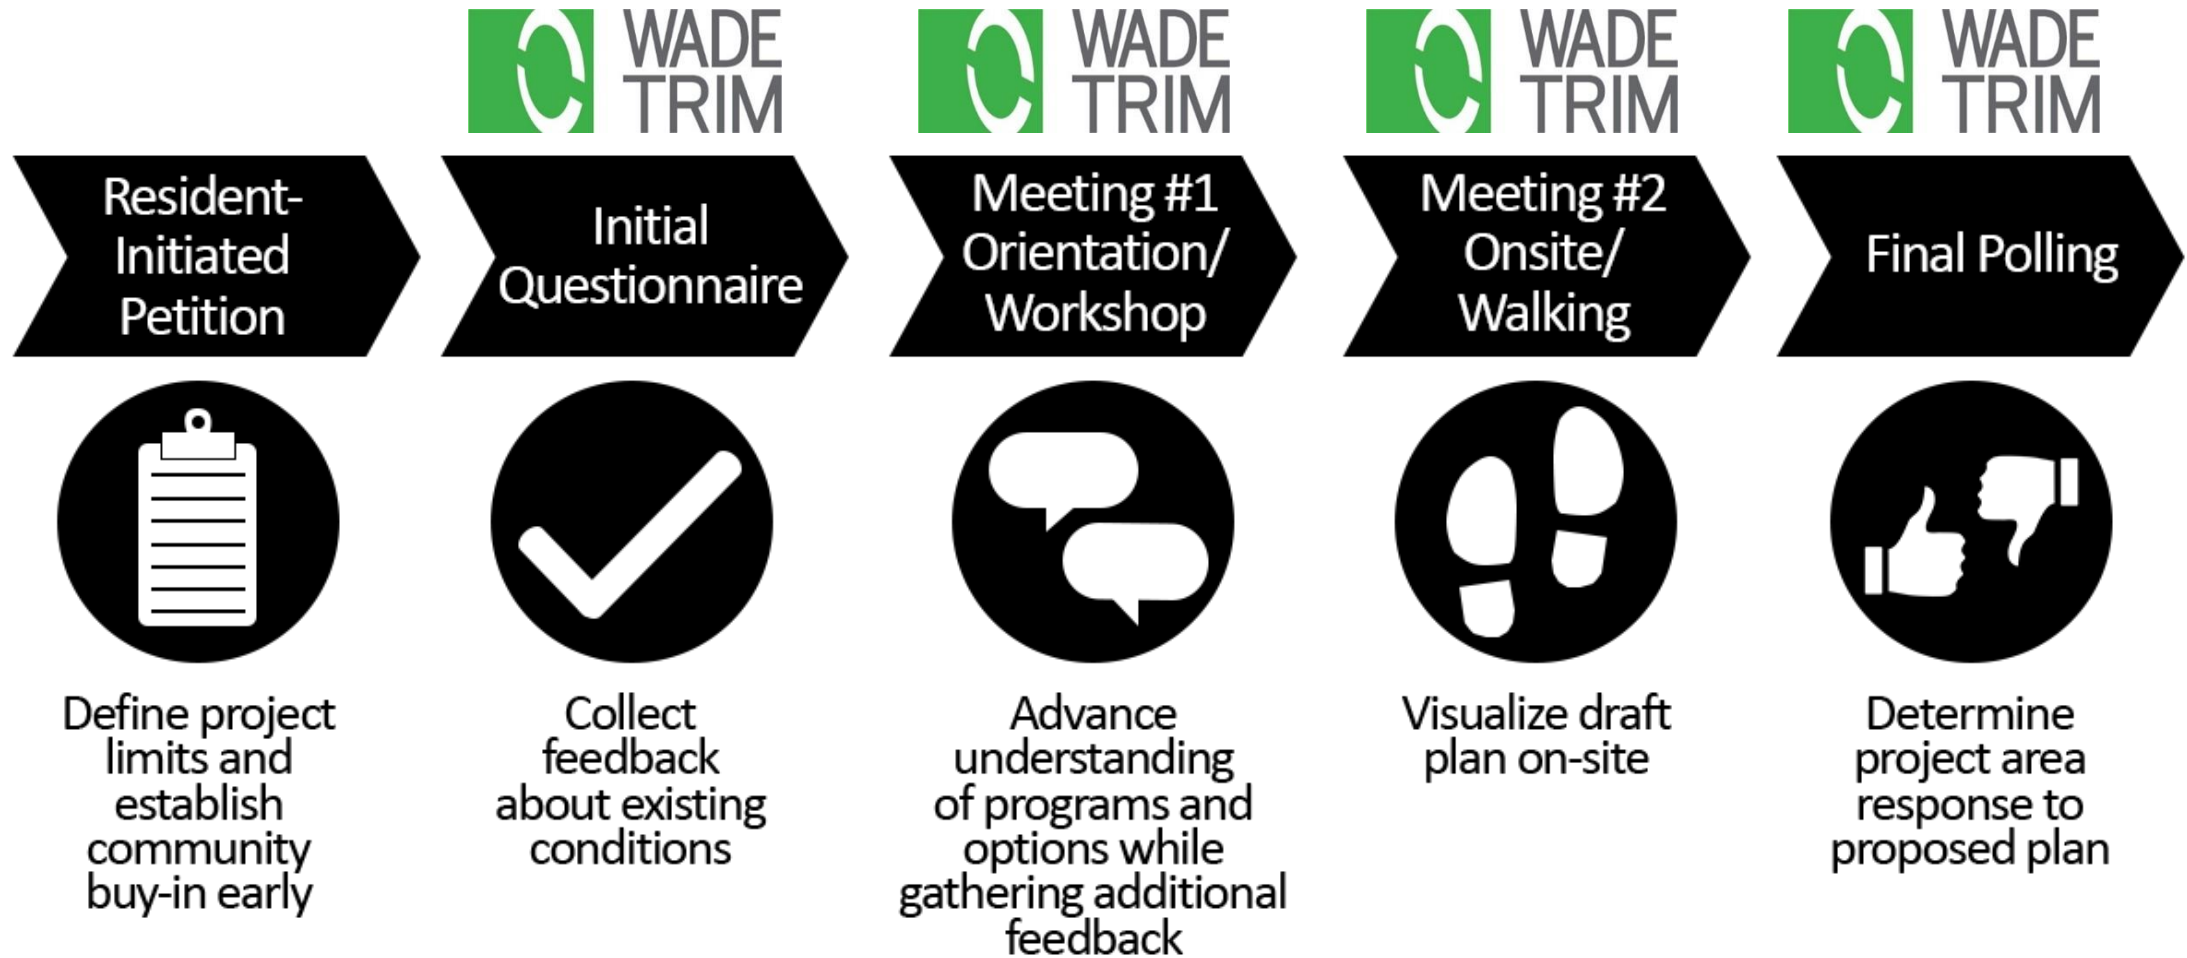 WADE
TRIM
WADE
TRIM
WADE
TRIM
WADE
TRIM
Resident-
Initiated
Petition
Initial
Questionnaire
Meeting #1
Orientation/
Workshop
Meeting #2
Onsite/
Walking
Final Polling
Define project
limits and
establish
community
buy-in early
Collect
feedback
about existing
conditions
Advance
understanding
of programs and
options while
gathering additional
feedback
Visualize draft
plan on-site
Determine
project area
response to
proposed plan